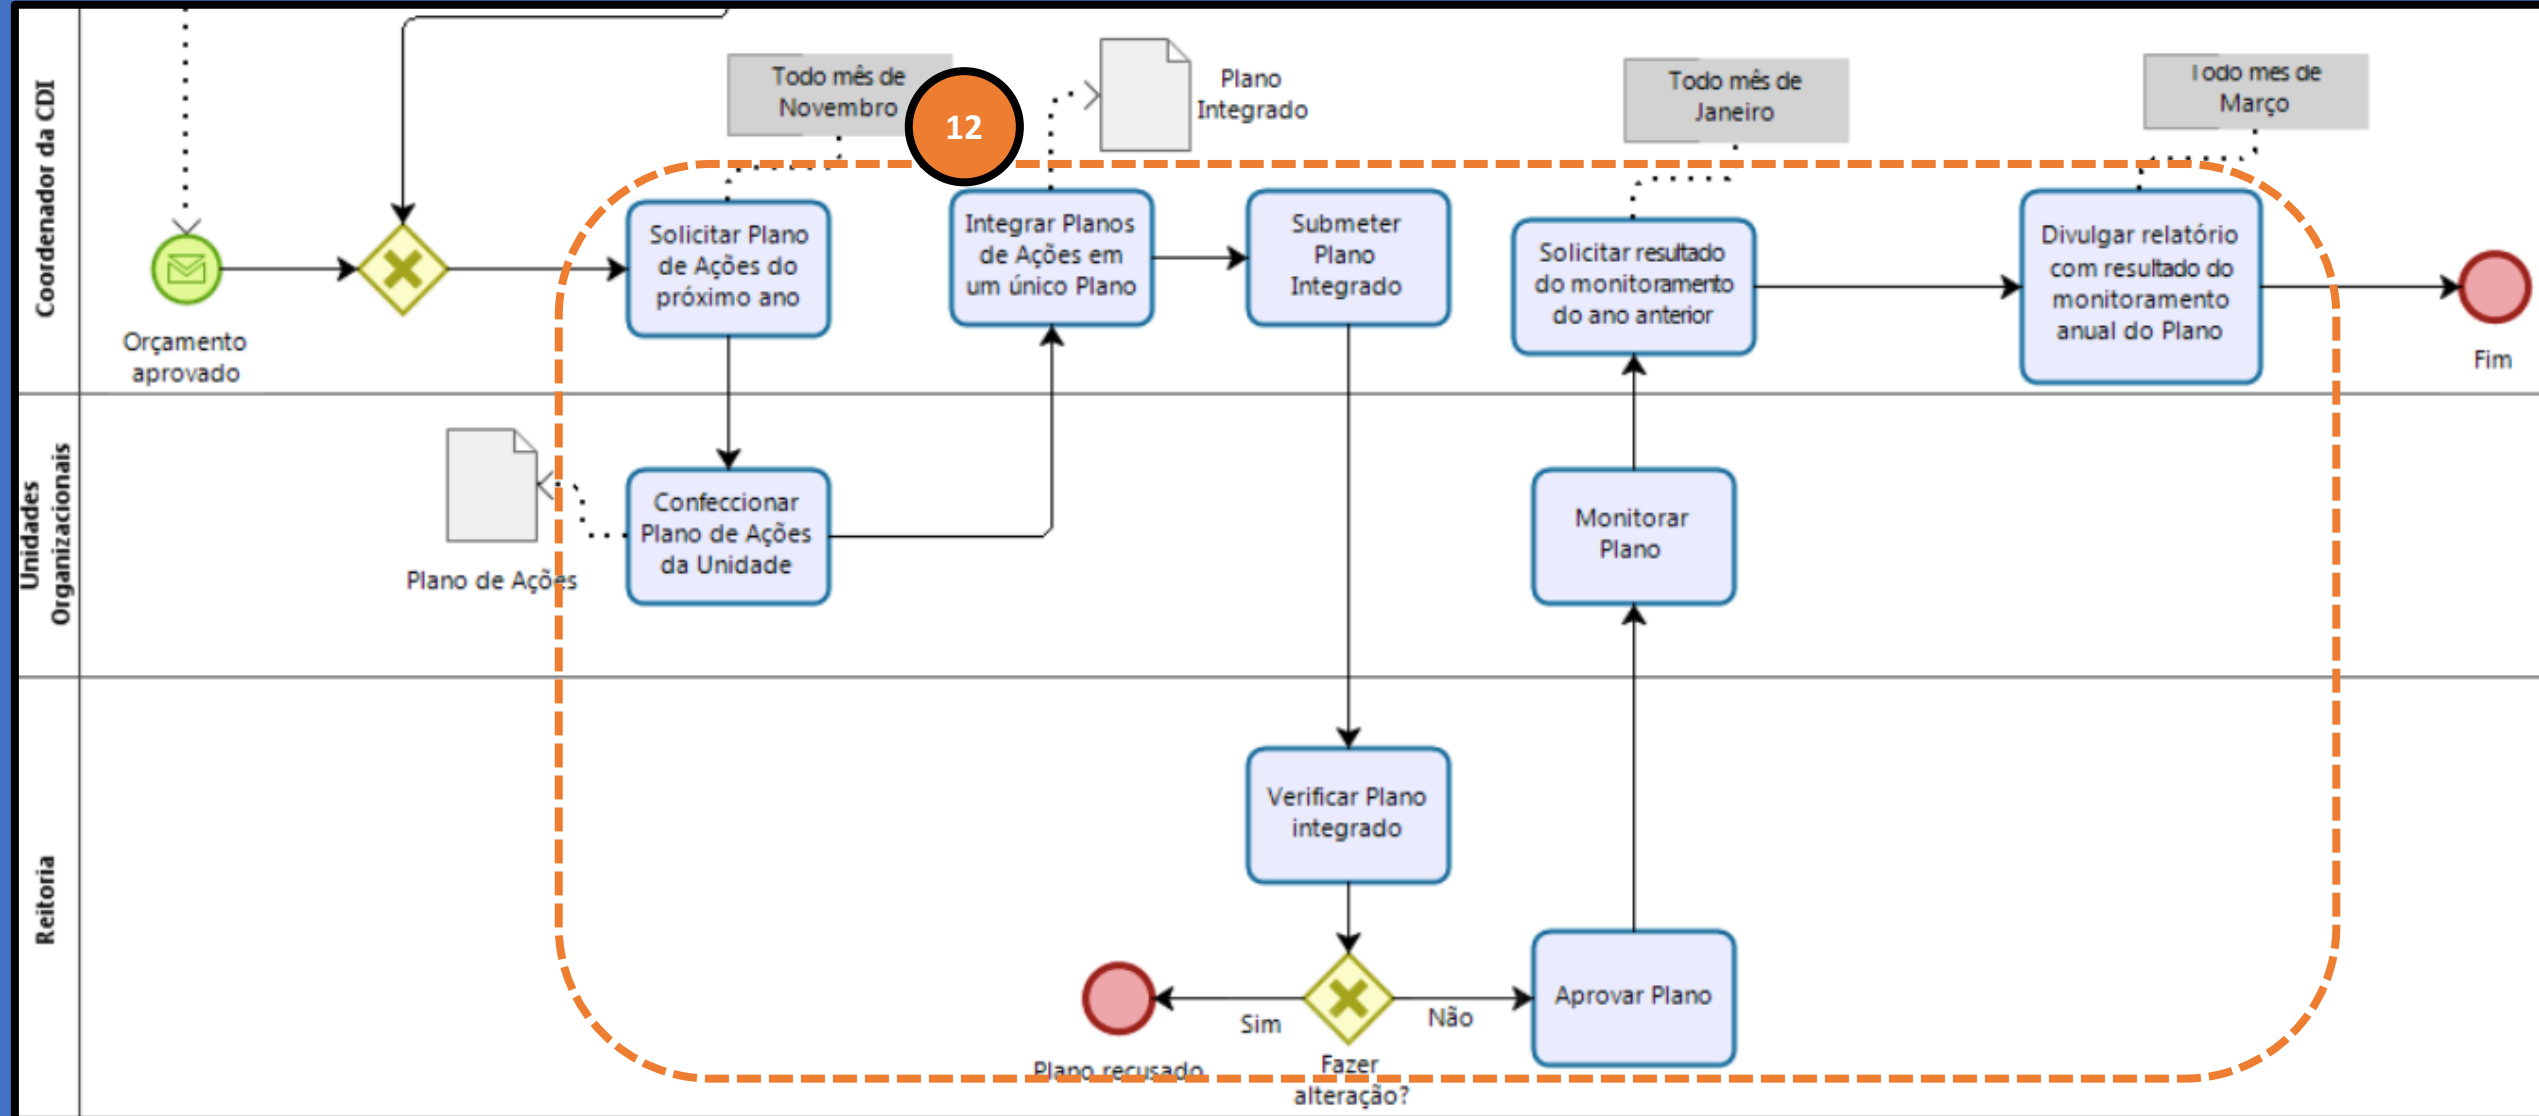 Coordenador da CDI
Todo mês de
Novembro
12
Plano
Integrado
Todo mês de
Janeiro
Todo mês de
Março
Orçamento
aprovado
Solicitar Plano
de Ações do
próximo ano
Integrar Planos
de Ações em
um único Plano
Submeter
Plano
Integrado
Solicitar resultado
do monitoramento
do ano anterior
Divulgar relatório
com resultado do
monitoramento
anual do Plano
Fim
Unidades
Organizacionais
Plano de Ações
Confeccionar
Plano de Ações
da Unidade
Monitorar
Plano
Reitoria
Verificar Plano
integrado
Plano recusado
Sim
Fazer
alteração?
Não
Aprovar Plano